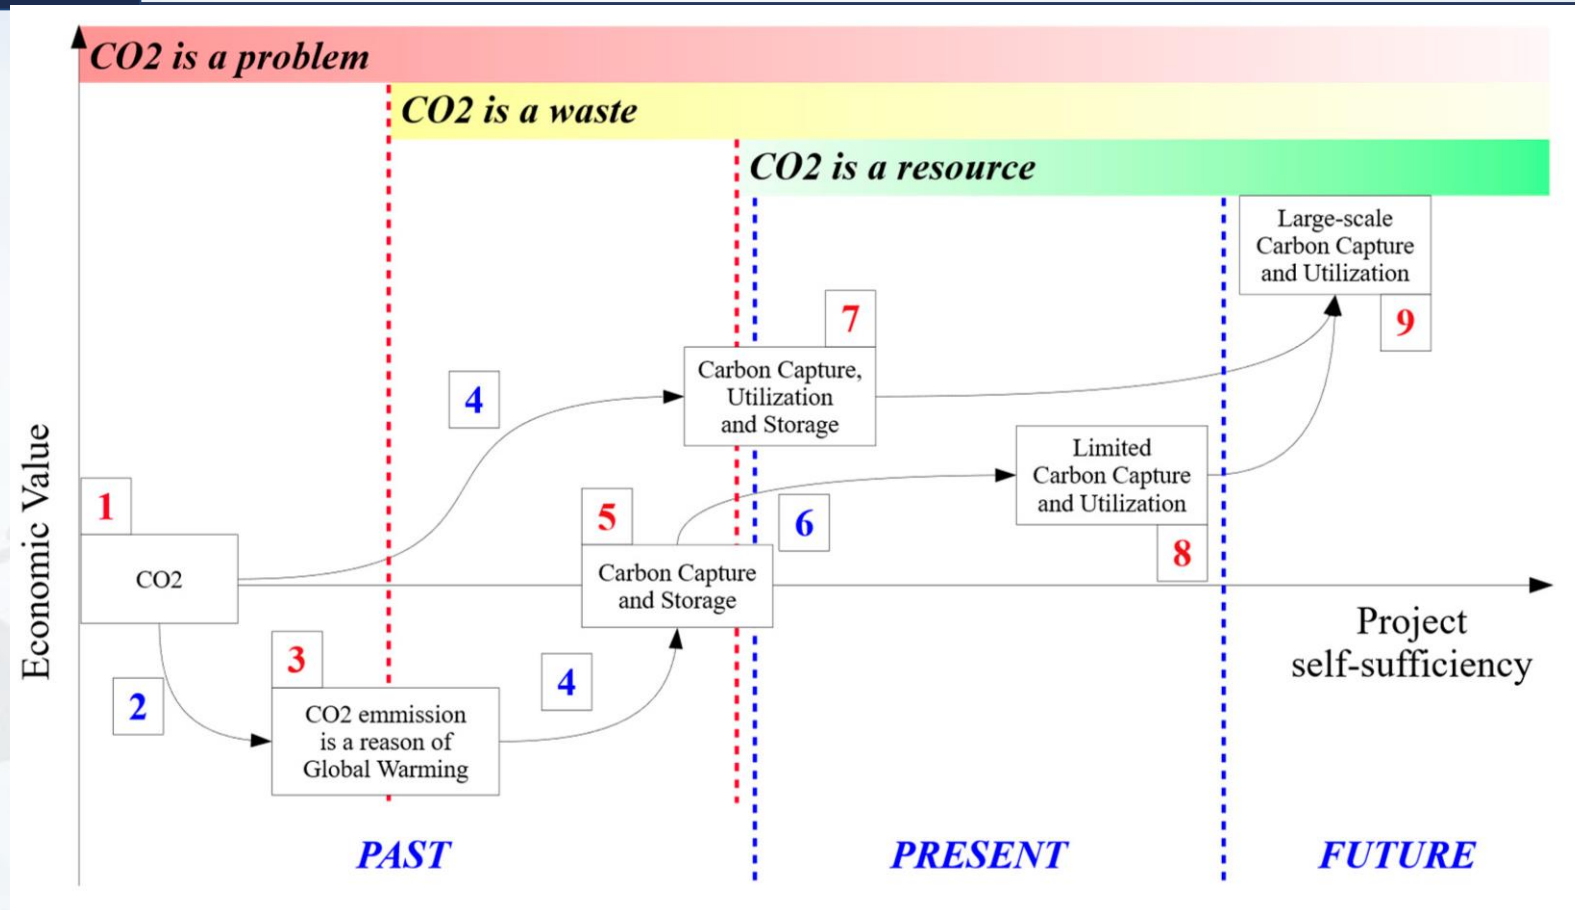 CO2 is a problem
CO2 is a waste
CO2 is a resource
Large-scale
Carbon Capture
and Utilization
9
7
Carbon Capture,
Utilization
and Storage
4
Limited
Carbon Capture
and Utilization
8
1
CO2
5
Carbon Capture
and Storage
6
Economic Value
Project
self-sufficiency
3
2
4
CO2 emmission
is a reason of
Global Warming
PAST
PRESENT
FUTURE